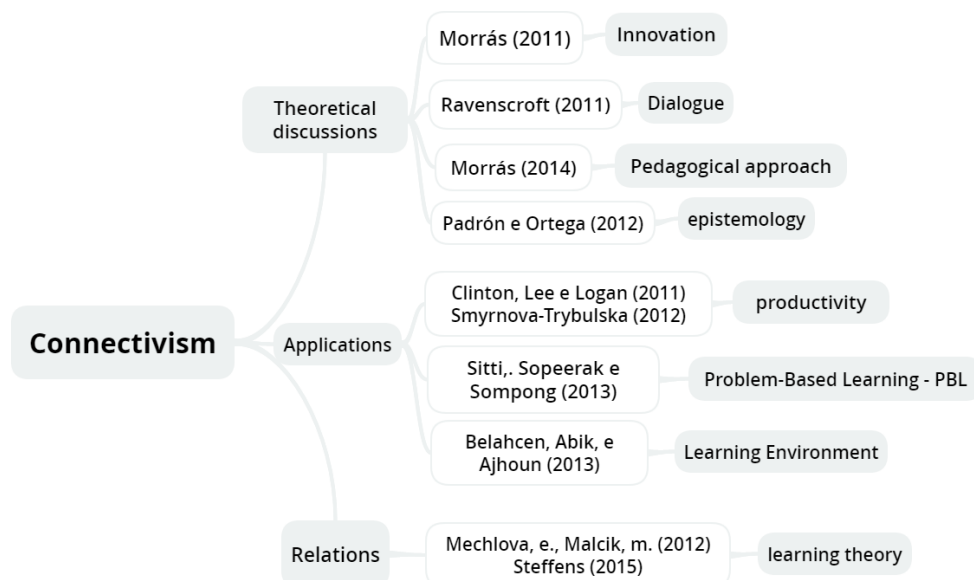 Connectivism
Theoretical
discussions
Morrás (2011)
Innovation
Ravenscroft (2011)
Dialogue
Morrás (2014)
Pedagogical approach
Padrón e Ortega (2012)
epistemology
Applications
Clinton, Lee e Logan (2011)
Smyrnova-Trybulska (2012)
productivity
Sitti,. Sopeerak e
Sompong (2013)
Problem-Based Learning - PBL
Belahcen, Abik, e
Ajhoun (2013)
Learning Environment
Relations
Mechlova, e., Malcik, m. (2012)
Steffens (2015)
learning theory